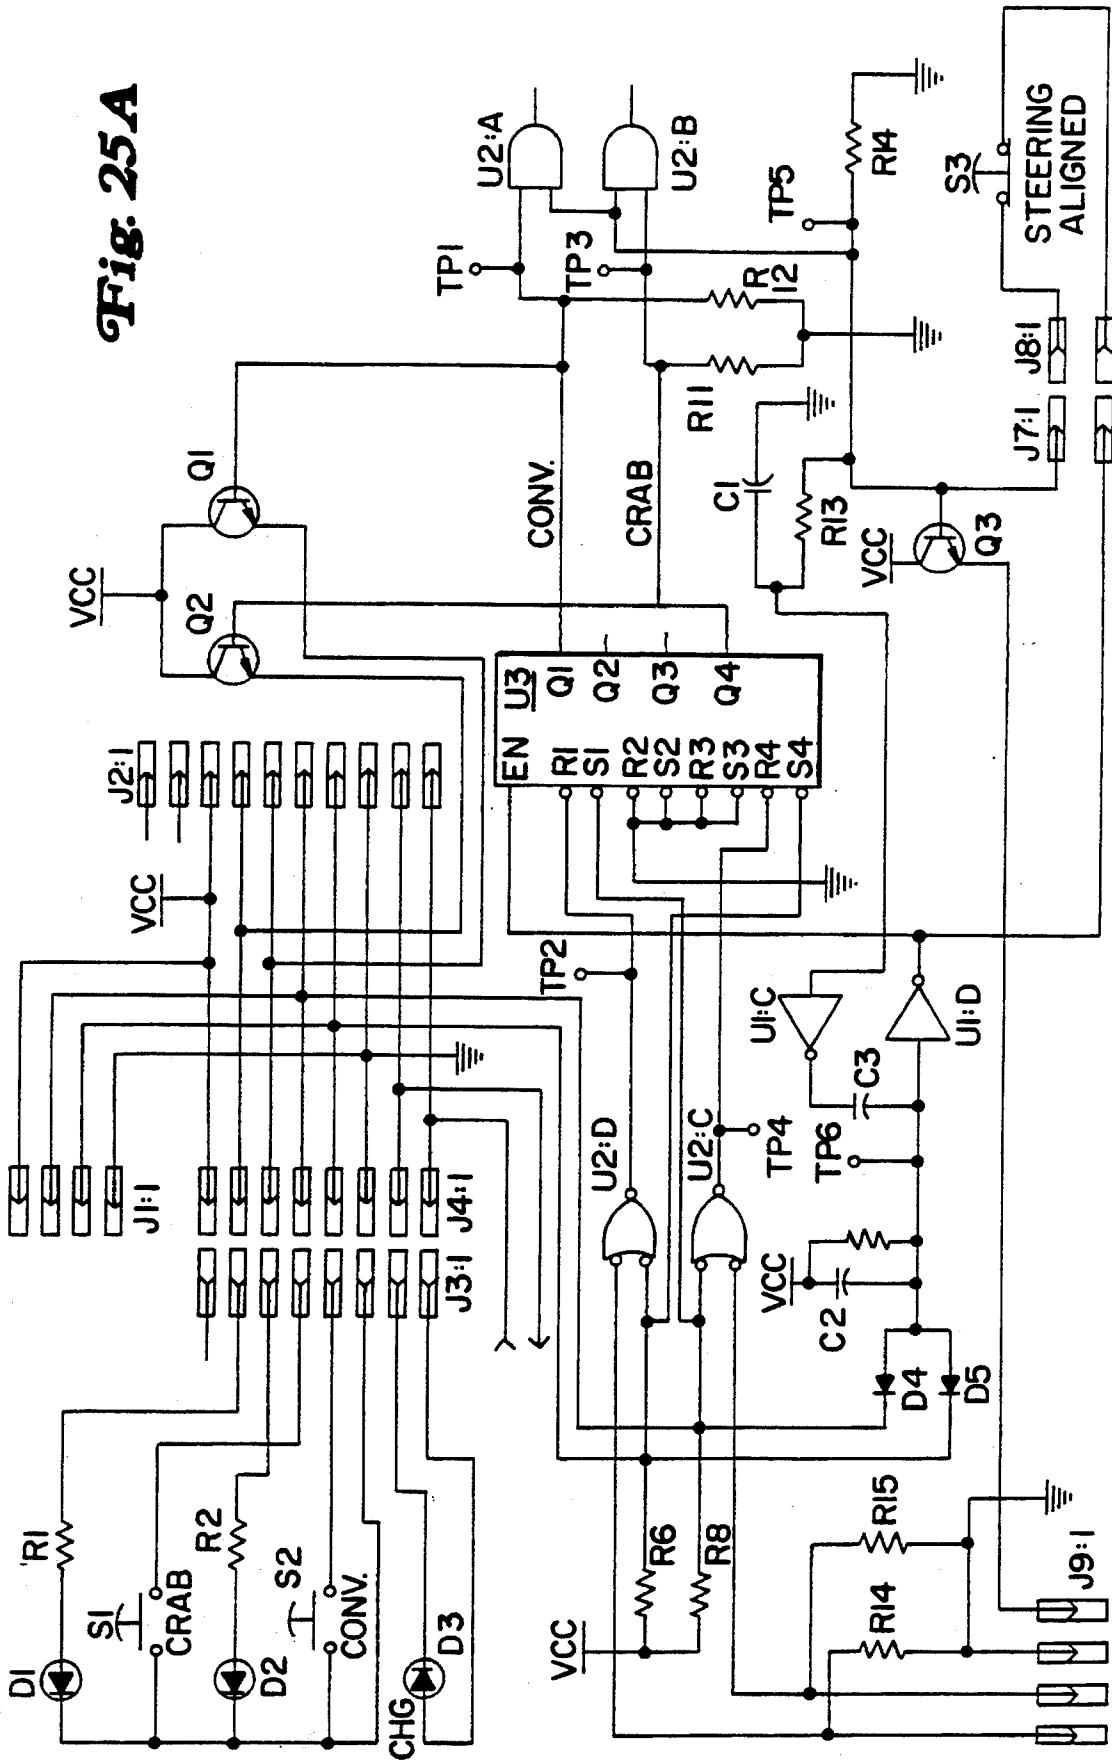 Fig. 25A
D1
R1
S1
CRAB
D2
R2
S2
CONV.
CHG
D3
J1:1
J3:1
J4:1
J2:1
VCC
VCC
Q2
Q1
TP2
U3
EN
R1
S1
R2
S2
R3
S3
R4
S4
Q1
Q2
Q3
Q4
CONV.
CRAB
TP1
TP3
U2:A
U2:B
R11
R12
TP5
R14
C1
R13
VCC
Q3
J7:1
J8:1
S3
STEERING
ALIGNED
U2:D
U2:C
TP4
TP6
C3
U1:C
U1:D
VCC
C2
D4
D5
VCC
R6
R8
R14
R15
J9:1